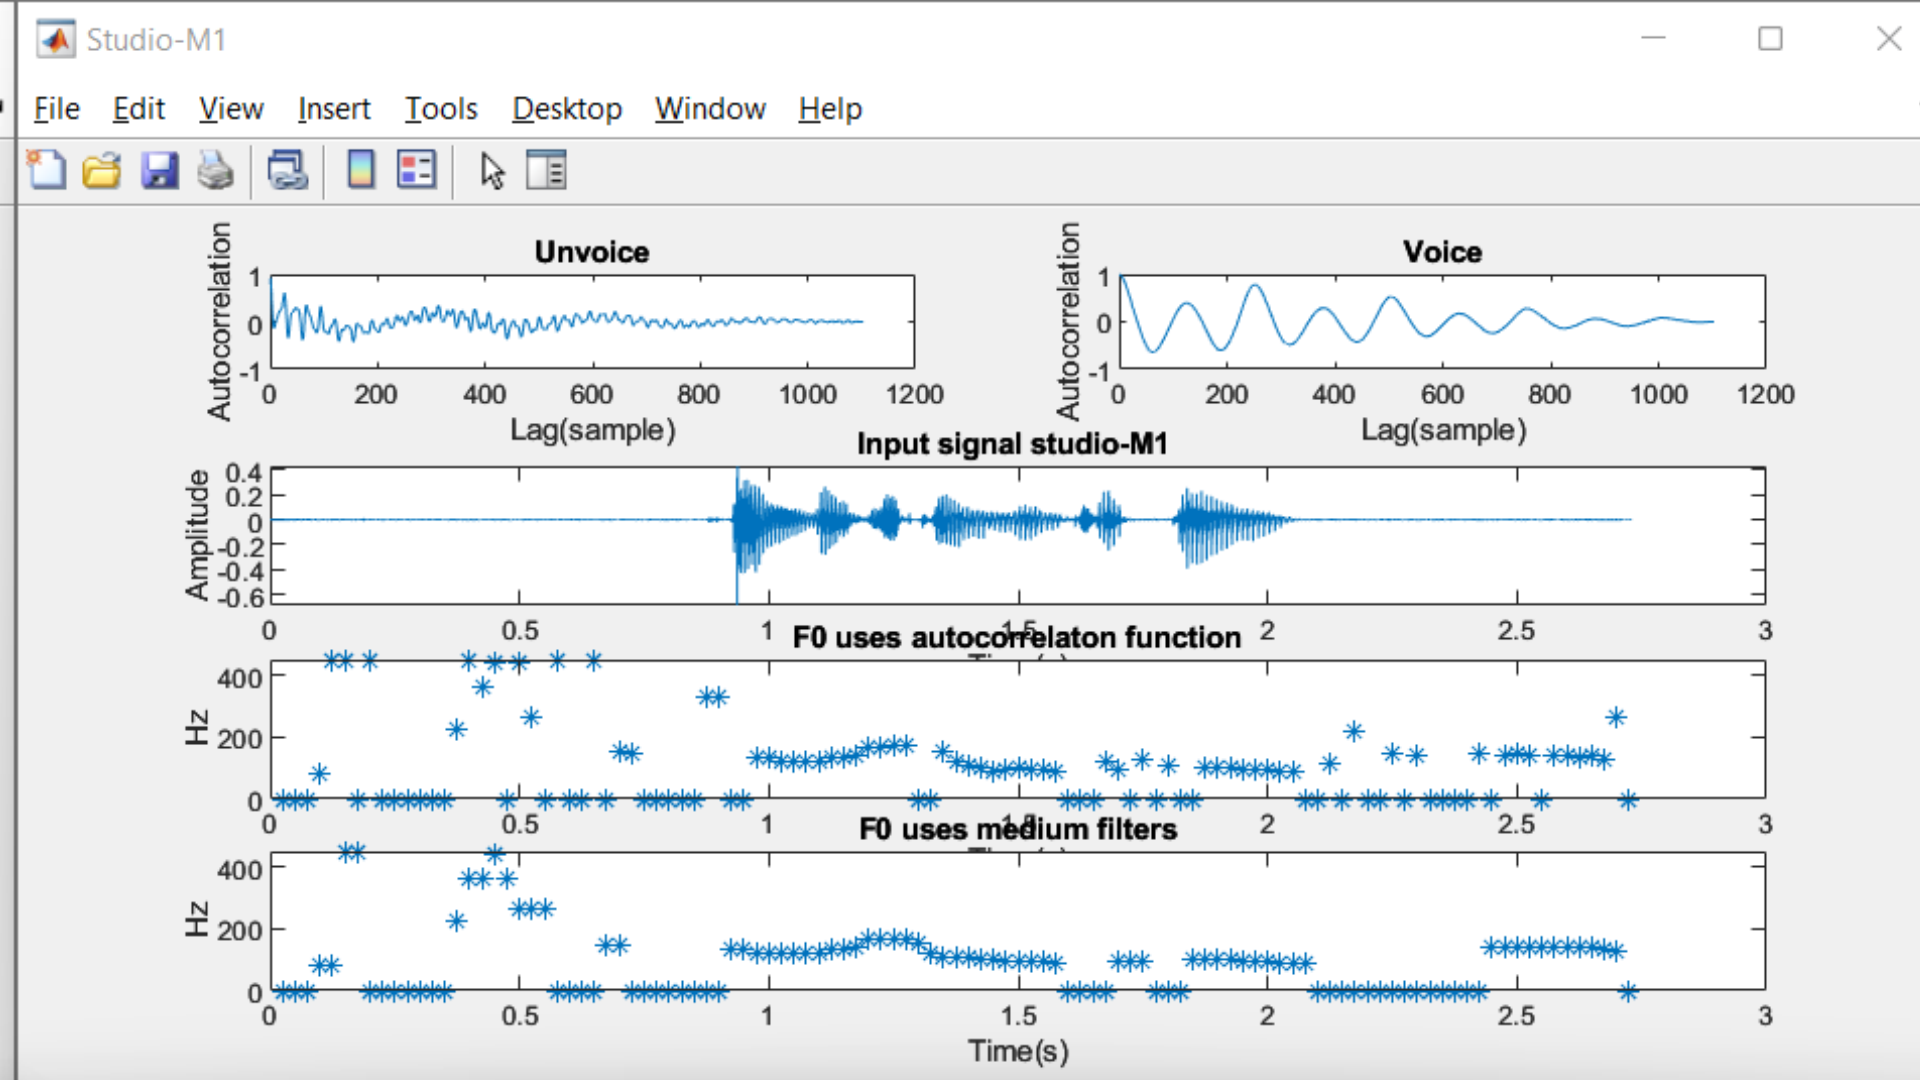 Studio-M1
File Edit View Insert Tools Desktop Window Help
Unvoice
Autocorrelation
1
0
-1
0 200 400 600 800 1000 1200
Lag(sample)
Voice
Autocorrelation
1
0
-1
0 200 400 600 800 1000 1200
Lag(sample)
Input signal studio-M1
Amplitude
0.4
0.2
0
-0.2
-0.4
-0.6
0 0.5 1 1.5 2 2.5 3
F0 uses autocorrelaton function
Hz
400
200
0
0 0.5 1 2 2.5 3
F0 uses medium filters
Hz
400
200
0
0 0.5 1 1.5 2 2.5 3
Time(s)